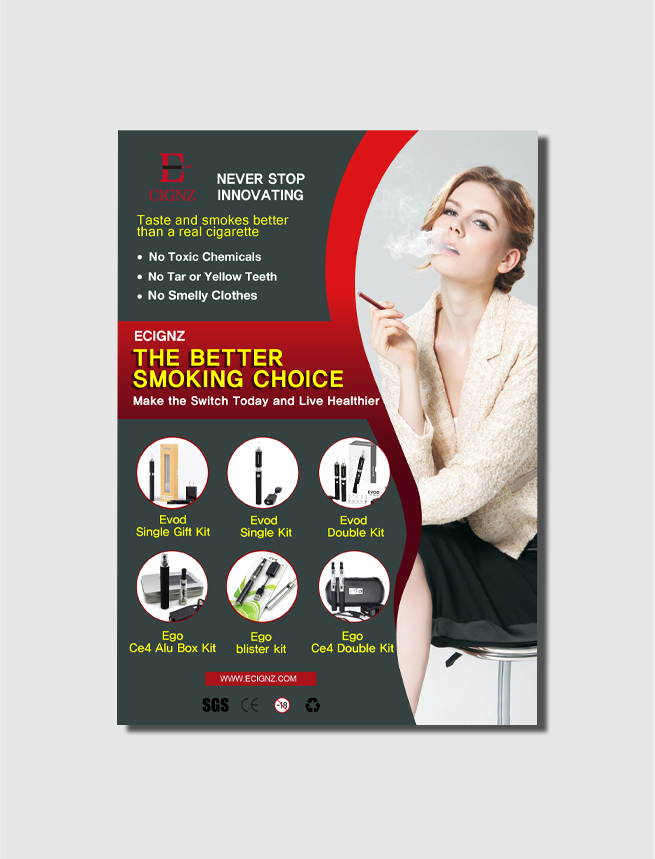 E
CIGNZ
NEVER STOP
INNOVATING
Taste and smokes better
than a real cigarette
• No Toxic Chemicals
• No Tar or Yellow Teeth
• No Smelly Clothes
ECIGNZ
THE BETTER
SMOKING CHOICE
Make the Switch Today and Live Healthier
EVOD
Evod
Single Gift Kit
Evod
Single Kit
Evod
Double Kit
Ego
Ce4 Alu Box Kit
Ego
blister kit
Ego
Ce4 Double Kit
WWW.ECIGNZ.COM
SGS CE -18